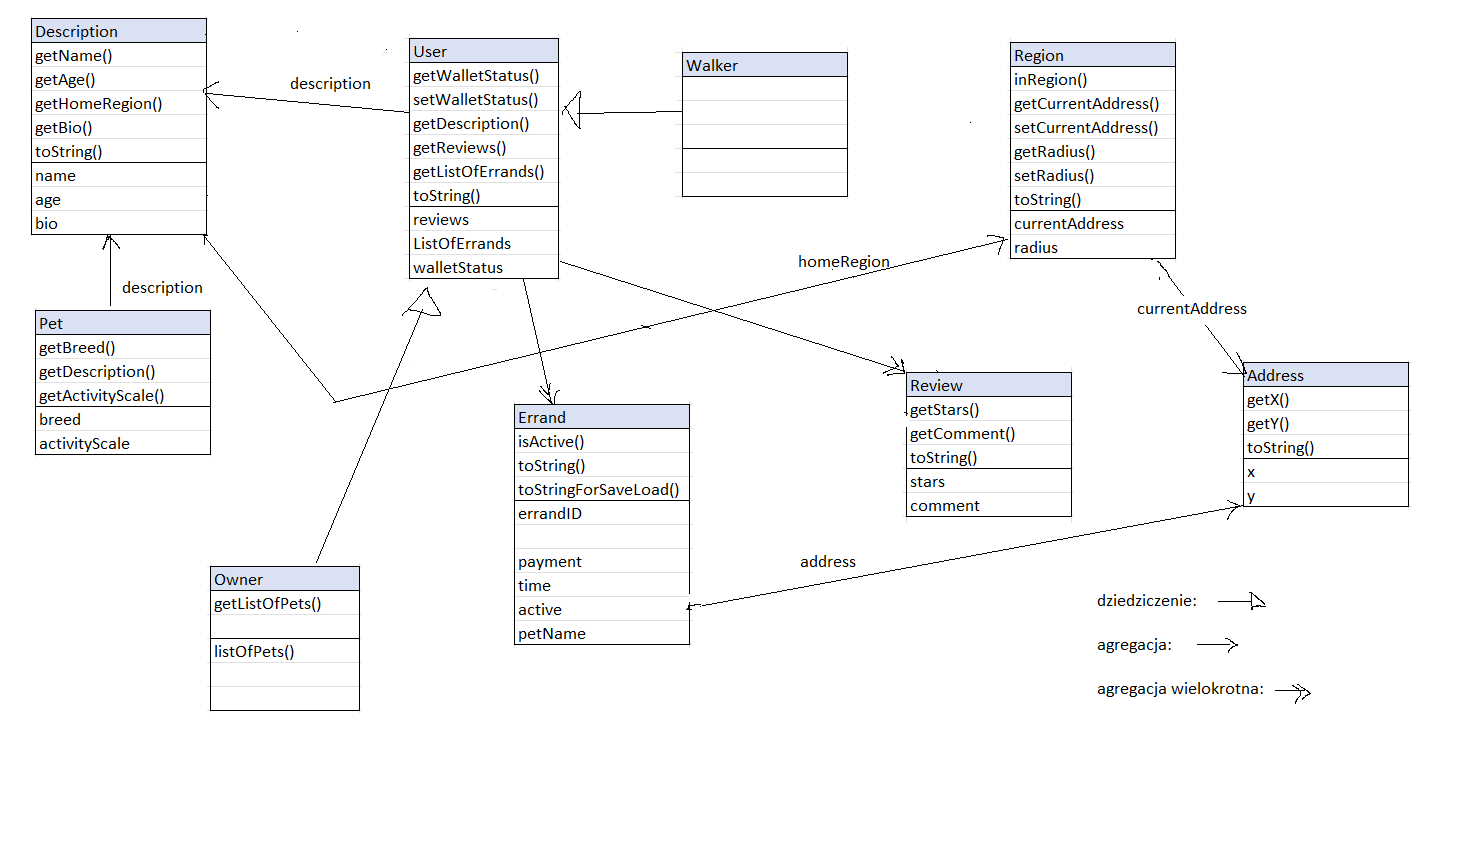 Description
getName()
getAge()
getHomeRegion()
getBio()
toString()
name
age
bio
description
User
getWalletStatus()
setWalletStatus()
getDescription()
getReviews()
getListOfErrands()
toString()
reviews
ListOfErrands
walletStatus
Walker
Region
inRegion()
getCurrentAddress()
setCurrentAddress()
getRadius()
setRadius()
toString()
currentAddress
radius
homeRegion
currentAddress
description
Pet
getBreed()
getDescription()
getActivityScale()
breed
activityScale
Errand
isActive()
toString()
toStringForSaveLoad()
errandID
payment
time
active
petName
Review
getStars()
getComment()
toString()
stars
comment
Address
getX()
getY()
toString()
x
y
address
Owner
getListOfPets()
listOfPets()
dziedziczenie:
agregacja:
agregacja wielokrotna: